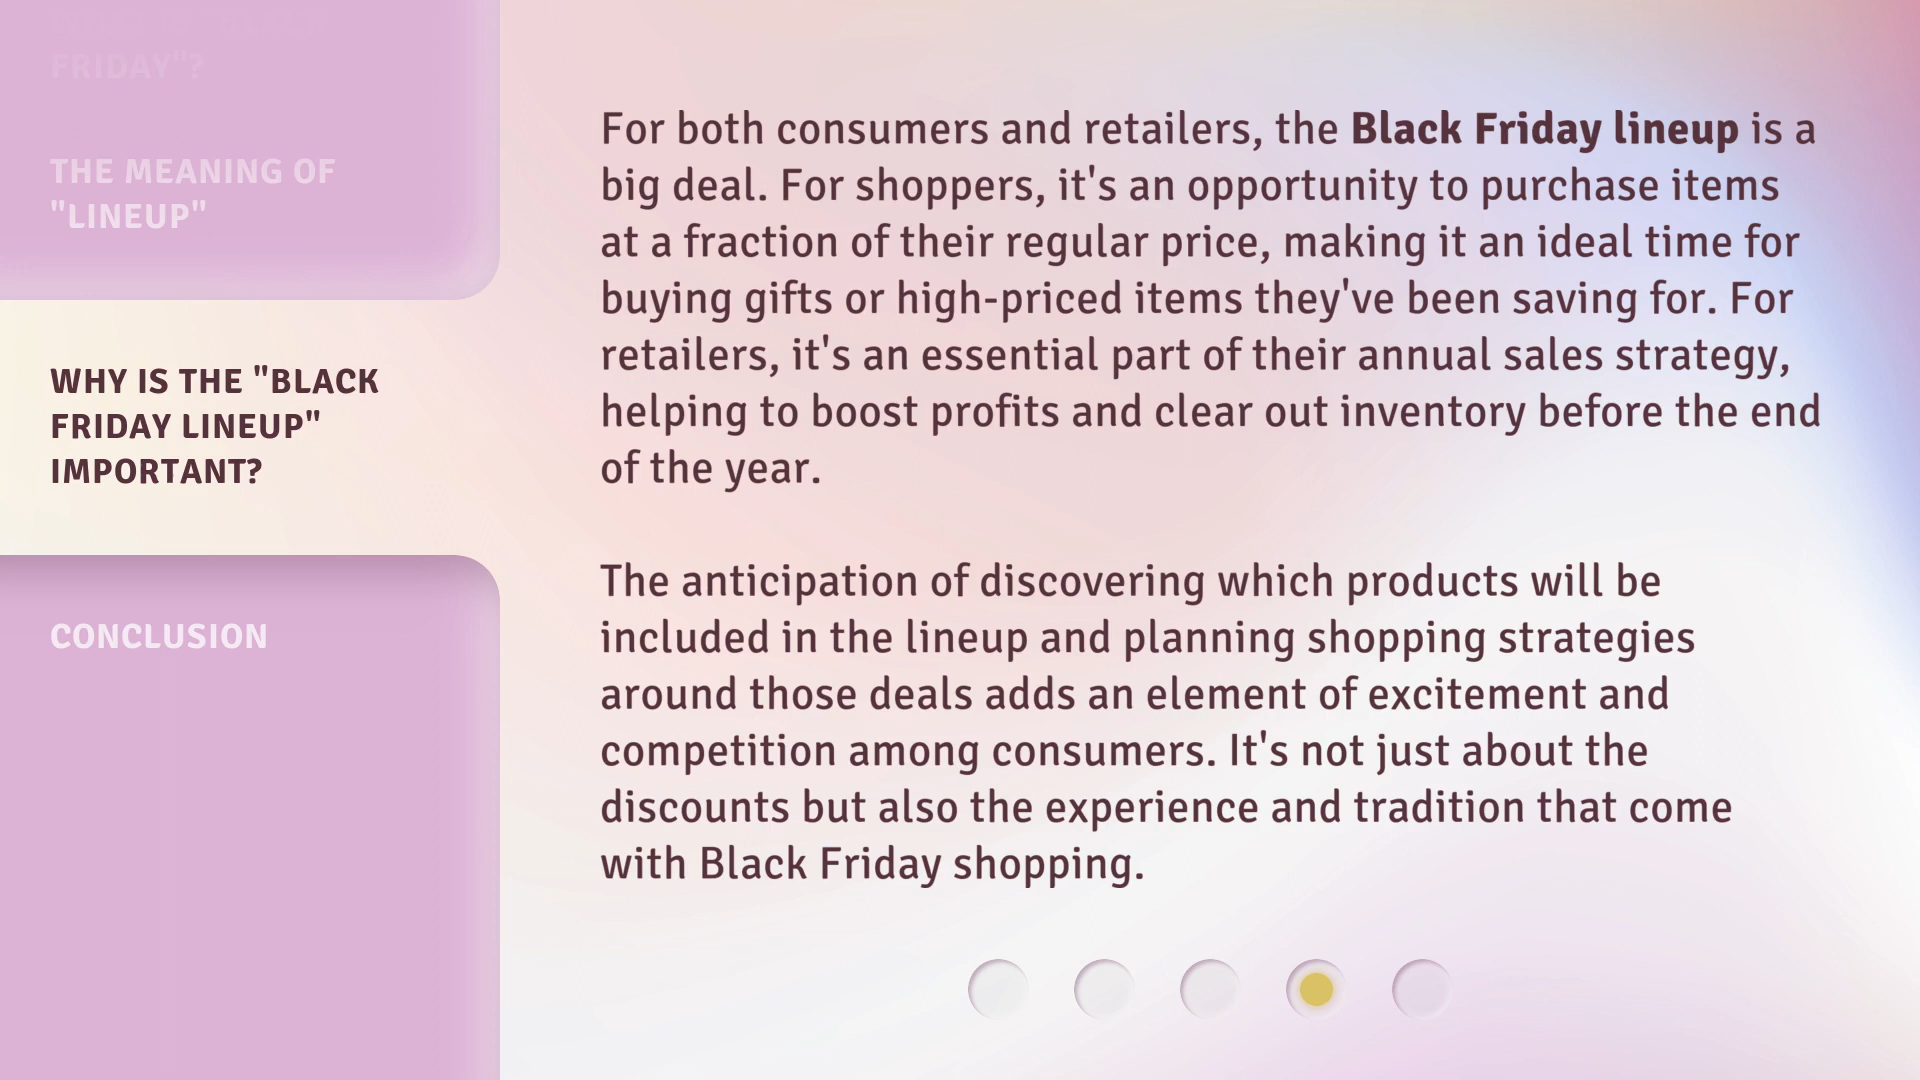 WHAT IS "BLACK
FRIDAY"?
THE MEANING OF
"LINEUP"
WHY IS THE "BLACK
FRIDAY LINEUP"
IMPORTANT?
CONCLUSION
For both consumers and retailers, the Black Friday lineup is a
big deal. For shoppers, it's an opportunity to purchase items
at a fraction of their regular price, making it an ideal time for
buying gifts or high-priced items they've been saving for. For
retailers, it's an essential part of their annual sales strategy,
helping to boost profits and clear out inventory before the end
of the year.
The anticipation of discovering which products will be
included in the lineup and planning shopping strategies
around those deals adds an element of excitement and
competition among consumers. It's not just about the
discounts but also the experience and tradition that come
with Black Friday shopping.